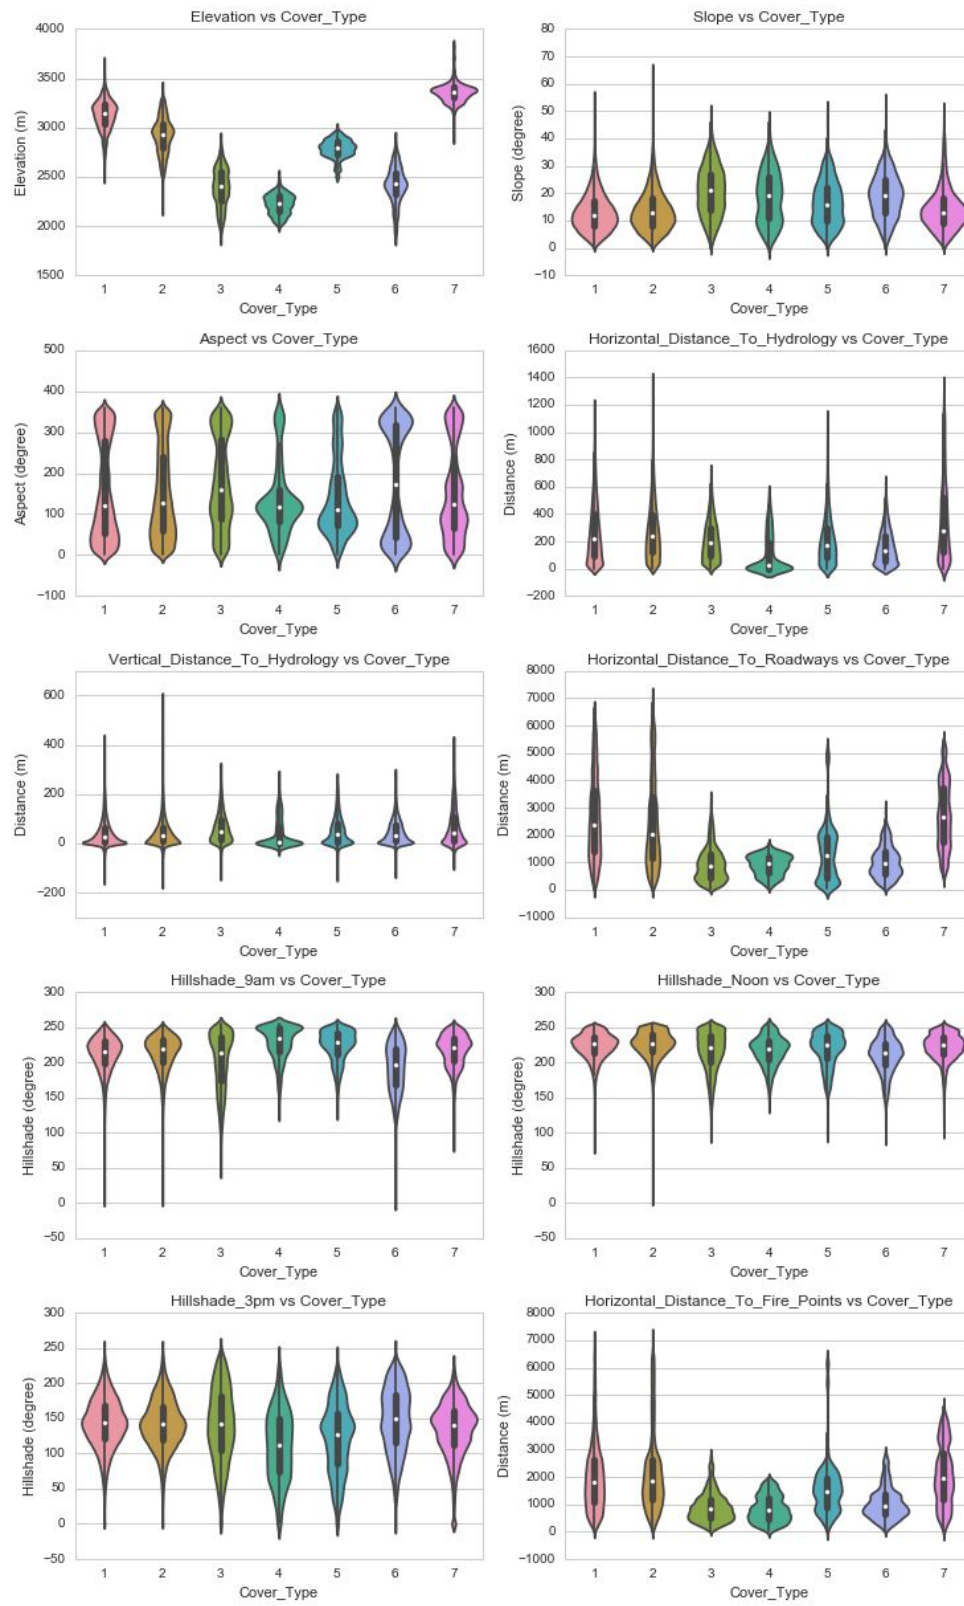 Elevation vs Cover_Type
4000
3500
3000
2500
2000
1500
Elevation (m)
1 2 3 4 5 6 7
Cover_Type
Slope vs Cover_Type
80
70
60
50
40
30
20
10
0
−10
Slope (degree)
1 2 3 4 5 6 7
Cover_Type
Aspect vs Cover_Type
500
400
300
200
100
0
−100
Aspect (degree)
1 2 3 4 5 6 7
Cover_Type
Horizontal_Distance_To_Hydrology vs Cover_Type
1600
1400
1200
1000
800
600
400
200
0
−200
Distance (m)
1 2 3 4 5 6 7
Cover_Type
Vertical_Distance_To_Hydrology vs Cover_Type
600
400
200
0
−200
Distance (m)
1 2 3 4 5 6 7
Cover_Type
Horizontal_Distance_To_Roadways vs Cover_Type
8000
7000
6000
5000
4000
3000
2000
1000
0
−1000
Distance (m)
1 2 3 4 5 6 7
Cover_Type
Hillshade_9am vs Cover_Type
300
250
200
150
100
50
0
−50
Hillshade (degree)
1 2 3 4 5 6 7
Cover_Type
Hillshade_Noon vs Cover_Type
300
250
200
150
100
50
0
−50
Hillshade (degree)
1 2 3 4 5 6 7
Cover_Type
Hillshade_3pm vs Cover_Type
300
250
200
150
100
50
0
−50
Hillshade (degree)
1 2 3 4 5 6 7
Cover_Type
Horizontal_Distance_To_Fire_Points vs Cover_Type
8000
7000
6000
5000
4000
3000
2000
1000
0
−1000
Distance (m)
1 2 3 4 5 6 7
Cover_Type